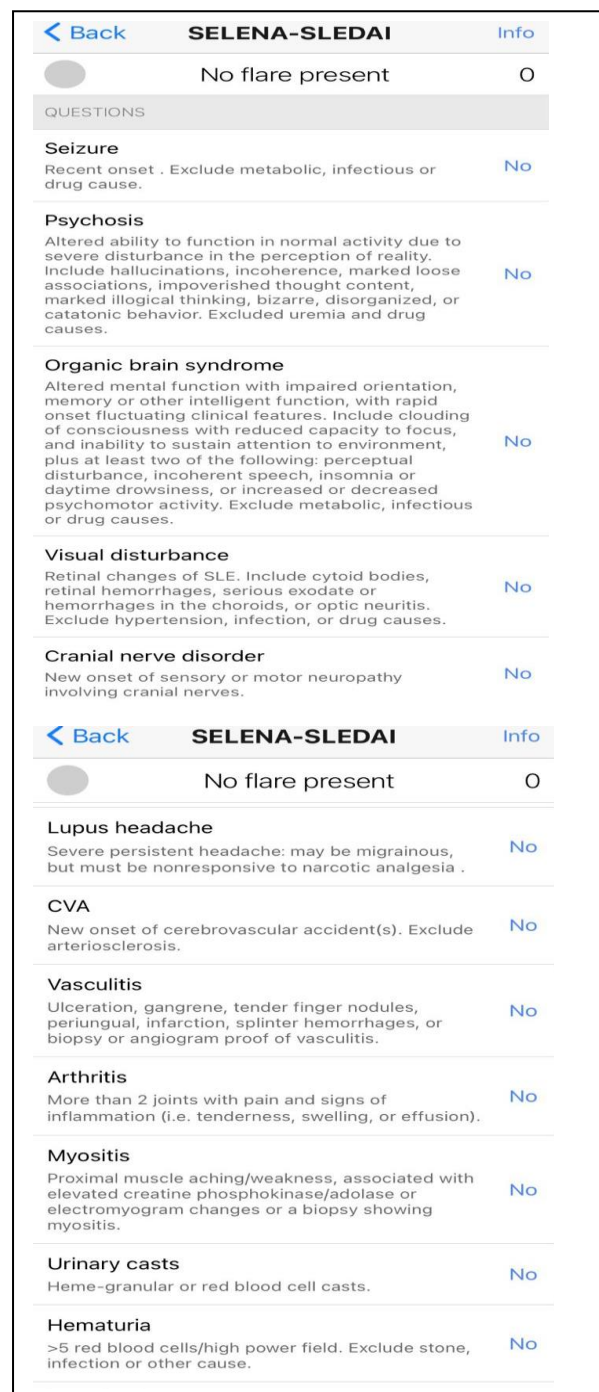 Back SELENA-SLEDAI Info
No flare present 0
QUESTIONS
Seizure
Recent onset . Exclude metabolic, infectious or
drug cause.
No
Psychosis
Altered ability to function in normal activity due to
severe disturbance in the perception of reality.
Include hallucinations, incoherence, marked loose
associations, impoverished thought content,
marked illogical thinking, bizarre, disorganized, or
catatonic behavior. Excluded uremia and drug
causes.
No
Organic brain syndrome
Altered mental function with impaired orientation,
memory or other intelligent function, with rapid
onset fluctuating clinical features. Include clouding
of consciousness with reduced capacity to focus,
and inability to sustain attention to environment,
plus at least two of the following: perceptual
disturbance, incoherent speech, insomnia or
daytime drowsiness, or increased or decreased
psychomotor activity. Exclude metabolic, infectious
or drug causes.
No
Visual disturbance
Retinal changes of SLE. Include cytoid bodies,
retinal hemorrhages, serious exodate or
hemorrhages in the choroids, or optic neuritis.
Exclude hypertension, infection, or drug causes.
No
Cranial nerve disorder
New onset of sensory or motor neuropathy
involving cranial nerves.
No
Back SELENA-SLEDAI Info
No flare present 0
Lupus headache
Severe persistent headache: may be migrainous,
but must be nonresponsive to narcotic analgesia .
No
CVA
New onset of cerebrovascular accident(s). Exclude
arteriosclerosis.
No
Vasculitis
Ulceration, gangrene, tender finger nodules,
periungual, infarction, splinter hemorrhages, or
biopsy or angiogram proof of vasculitis.
No
Arthritis
More than 2 joints with pain and signs of
inflammation (i.e. tenderness, swelling, or effusion).
No
Myositis
Proximal muscle aching/weakness, associated with
elevated creatine phosphokinase/adolase or
electromyogram changes or a biopsy showing
myositis.
No
Urinary casts
Heme-granular or red blood cell casts.
No
Hematuria
>5 red blood cells/high power field. Exclude stone,
infection or other cause.
No